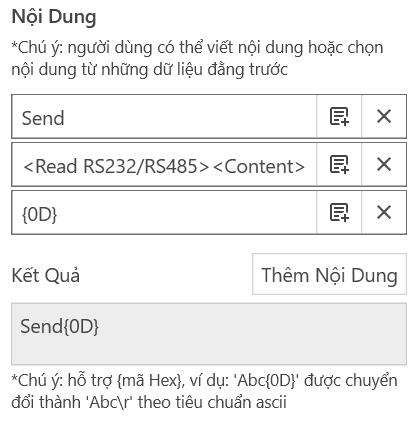 Nội Dung
*Chú ý: người dùng có thể viết nội dung hoặc chọn
nội dung từ những dữ liệu đằng trước
Send
<Read RS232/RS485><Content>
{0D}
Kết Quả
Thêm Nội Dung
Send{0D}
*Chú ý: hỗ trợ {mã Hex}, ví dụ: 'Abc{0D}' được chuyển
đổi thành 'Abc\r' theo tiêu chuẩn ascii